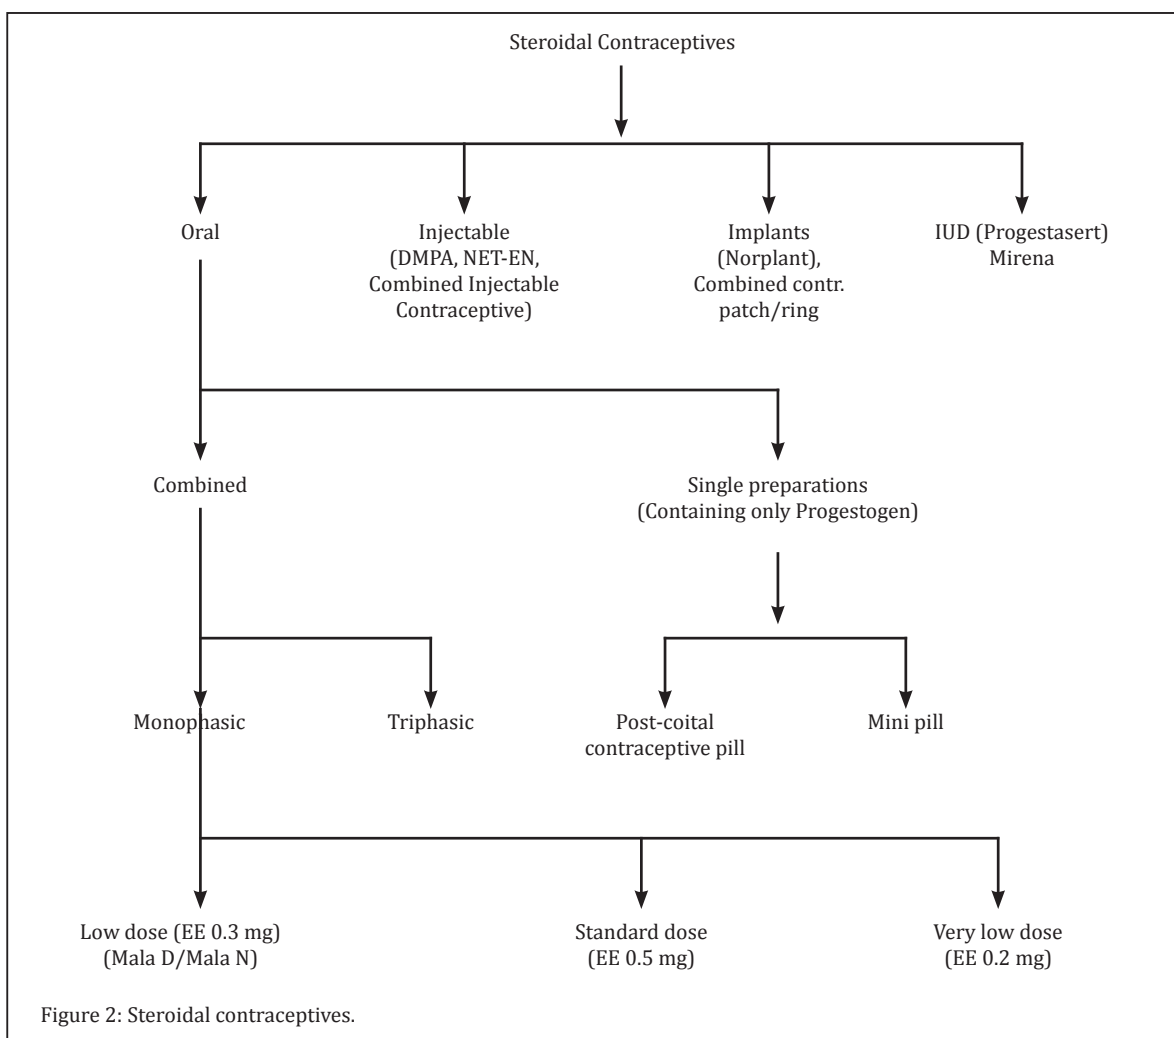 Steroidal Contraceptives
Oral
Injectable
(DMPA, NET-EN,
Combined Injectable
Contraceptive)
Implants
(Norplant),
Combined contr.
patch/ring
IUD (Progestasert)
Mirena
Combined
Single preparations
(Containing only Progestogen)
Monophasic
Triphasic
Post-coital
contraceptive pill
Mini pill
Low dose (EE 0.3 mg)
(Mala D/Mala N)
Standard dose
(EE 0.5 mg)
Very low dose
(EE 0.2 mg)
Figure 2: Steroidal contraceptives.